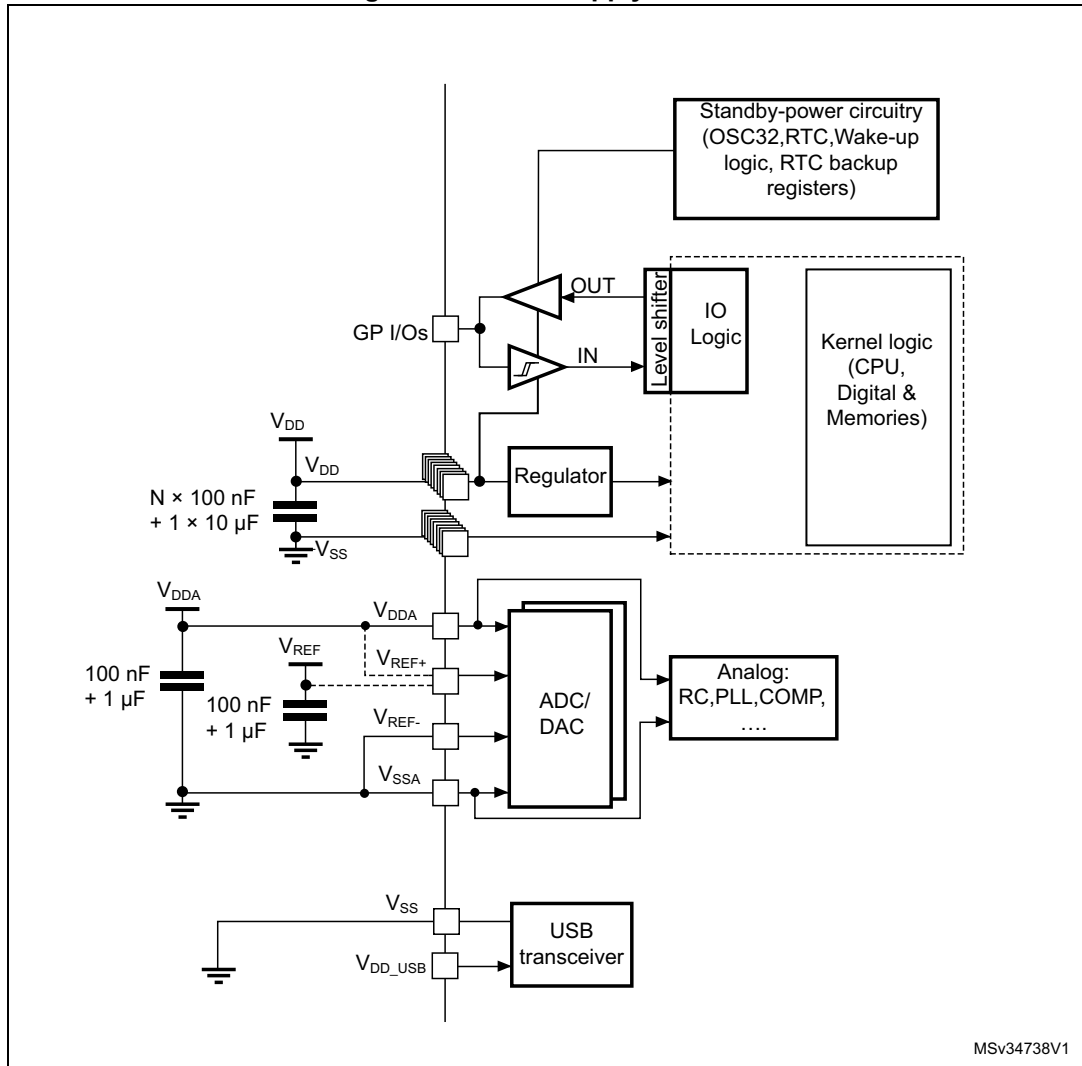 Standby-power circuitry
(OSC32,RTC,Wake-up
logic, RTC backup
registers)
OUT
Level shifter
IO
Logic
GP I/Os
IN
Kernel logic
(CPU,
Digital &
Memories)
VDD
VDD
Regulator
N × 100 nF
+ 1 × 10 µF
VSS
VDDA
VDDA
VREF
VREF+
100 nF
+ 1 µF
100 nF
+ 1 µF
VREF-
ADC/
DAC
Analog:
RC,PLL,COMP,
....
VSSA
VSS
USB
transceiver
VDD_USB
MSv34738V1